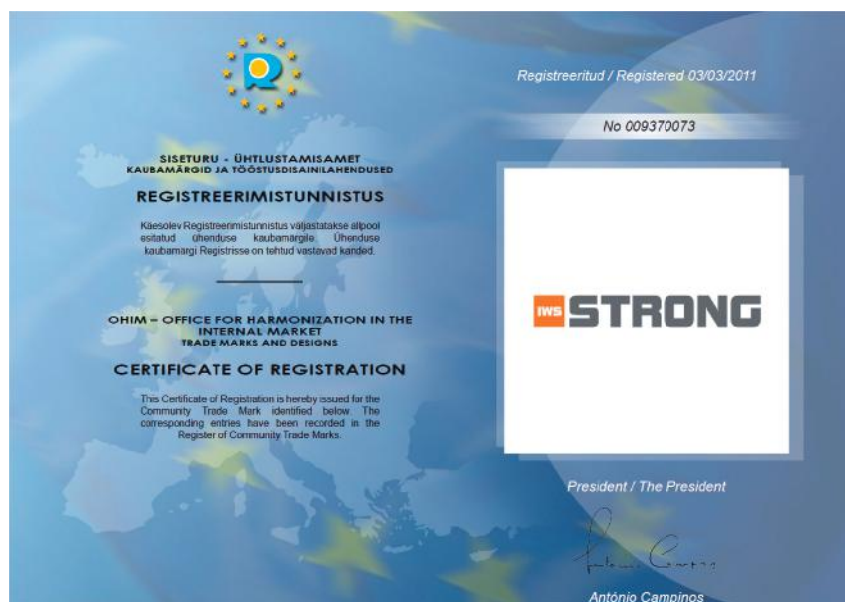 R
SISETURU - ÜHTLUSTAMISAMET
KAUBAMÄRGID JA TÖÖSTUSDISAINILAHENDUSED
REGISTREERIMISTUNNISTUS
Käesolev Registreerimistunnistus väljastatakse allpool
esitatud ühenduse kaubamärgile. Ühenduse
kaubamärgi Registrisse on tehtud vastavad kanded.
OHIM – OFFICE FOR HARMONIZATION IN THE
INTERNAL MARKET
TRADE MARKS AND DESIGNS
CERTIFICATE OF REGISTRATION
This Certificate of Registration is hereby issued for the
Community Trade Mark identified below. The
corresponding entries have been recorded in the
Register of Community Trade Marks.
Registreeritud / Registered 03/03/2011
No 009370073
IWS STRONG
President / The President
António Campinos